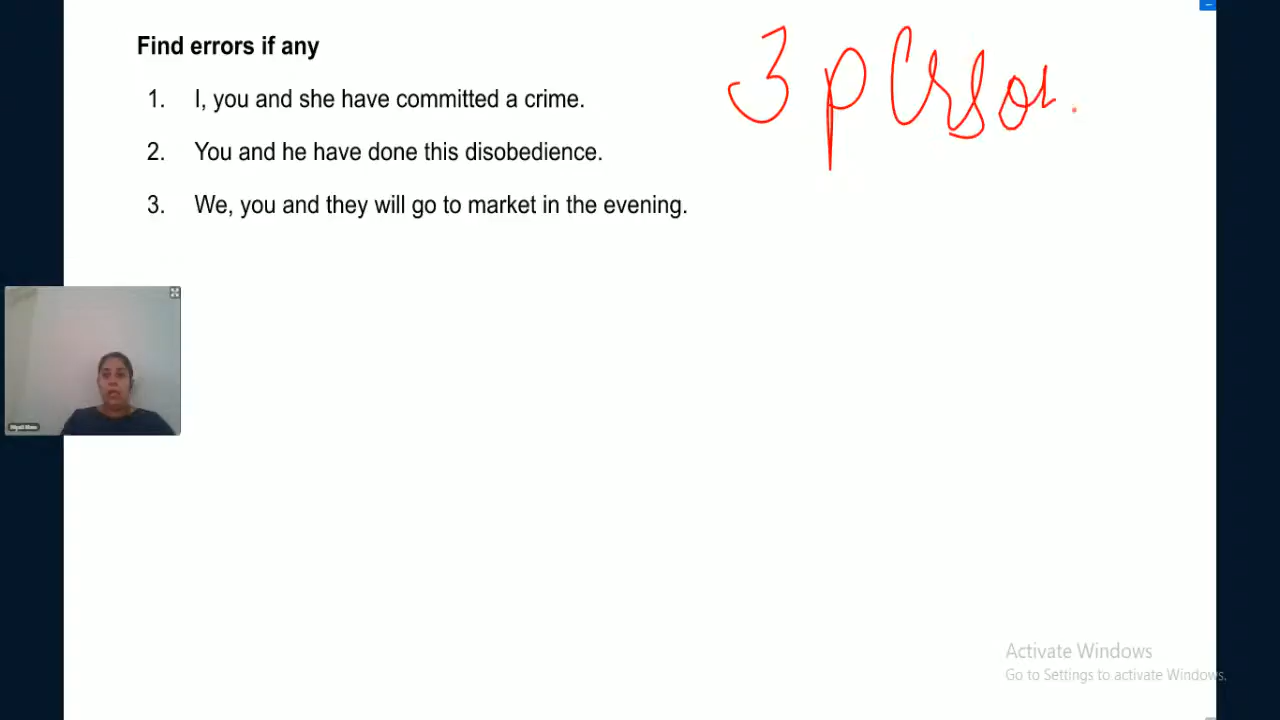 Find errors if any
3 person.
1. I, you and she have committed a crime.
2. You and he have done this disobedience.
3. We, you and they will go to market in the evening.
Activate Windows
Go to Settings to activate Windows.